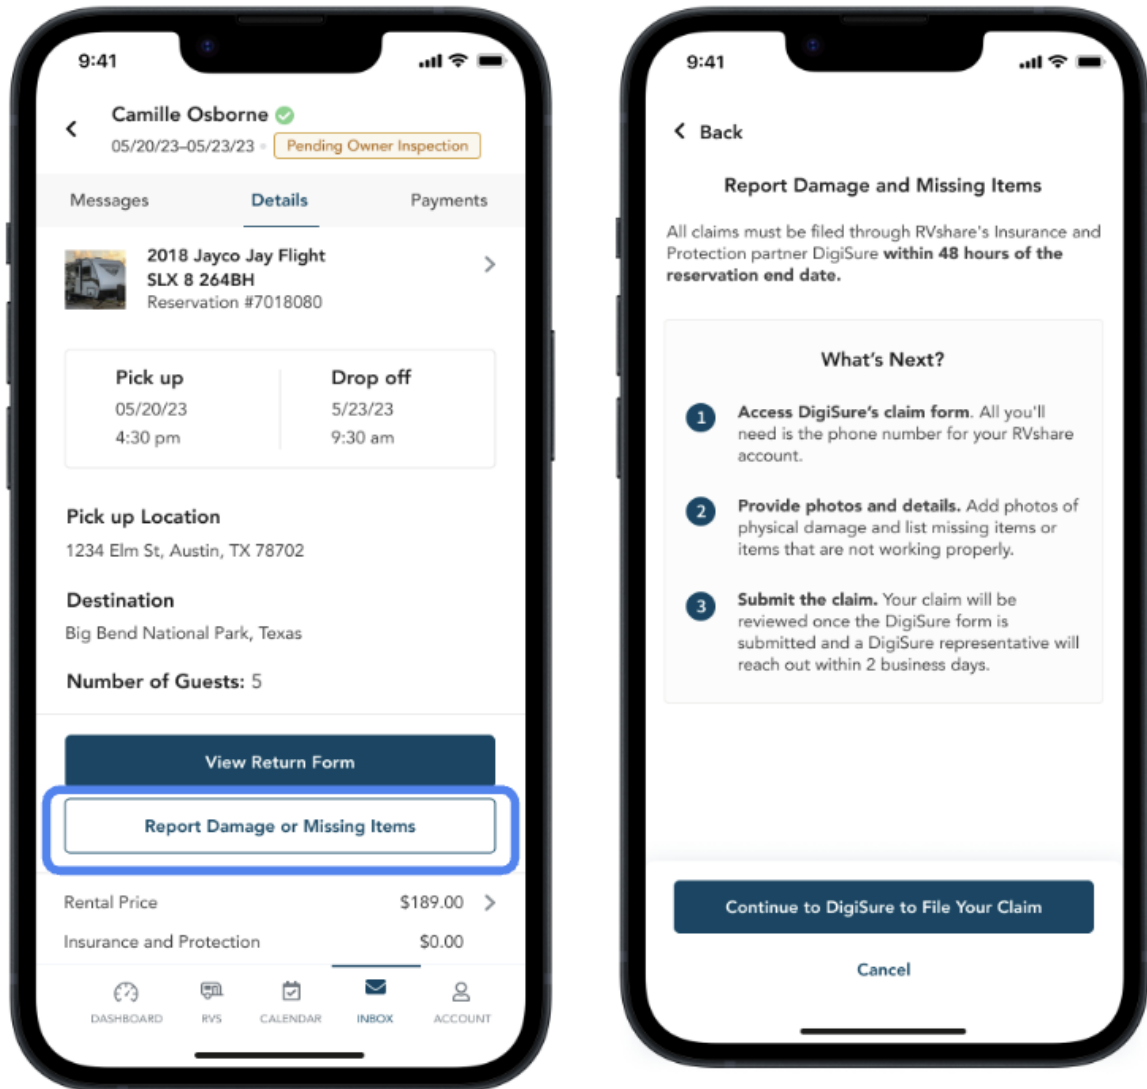 9:41
Camille Osborne
05/20/23–05/23/23
Pending Owner Inspection
Messages
Details
Payments
2018 Jayco Jay Flight
SLX 8 264BH
Reservation #7018080
Pick up
05/20/23
4:30 pm
Drop off
5/23/23
9:30 am
Pick up Location
1234 Elm St, Austin, TX 78702
Destination
Big Bend National Park, Texas
Number of Guests: 5
View Return Form
Report Damage or Missing Items
Rental Price
$189.00
Insurance and Protection
$0.00
DASHBOARD
RVS
CALENDAR
INBOX
ACCOUNT
9:41
Back
Report Damage and Missing Items
All claims must be filed through RVshare's Insurance and
Protection partner DigiSure within 48 hours of the
reservation end date.
What's Next?
1
Access DigiSure's claim form. All you'll
need is the phone number for your RVshare
account.
2
Provide photos and details. Add photos of
physical damage and list missing items or
items that are not working properly.
3
Submit the claim. Your claim will be
reviewed once the DigiSure form is
submitted and a DigiSure representative will
reach out within 2 business days.
Continue to DigiSure to File Your Claim
Cancel